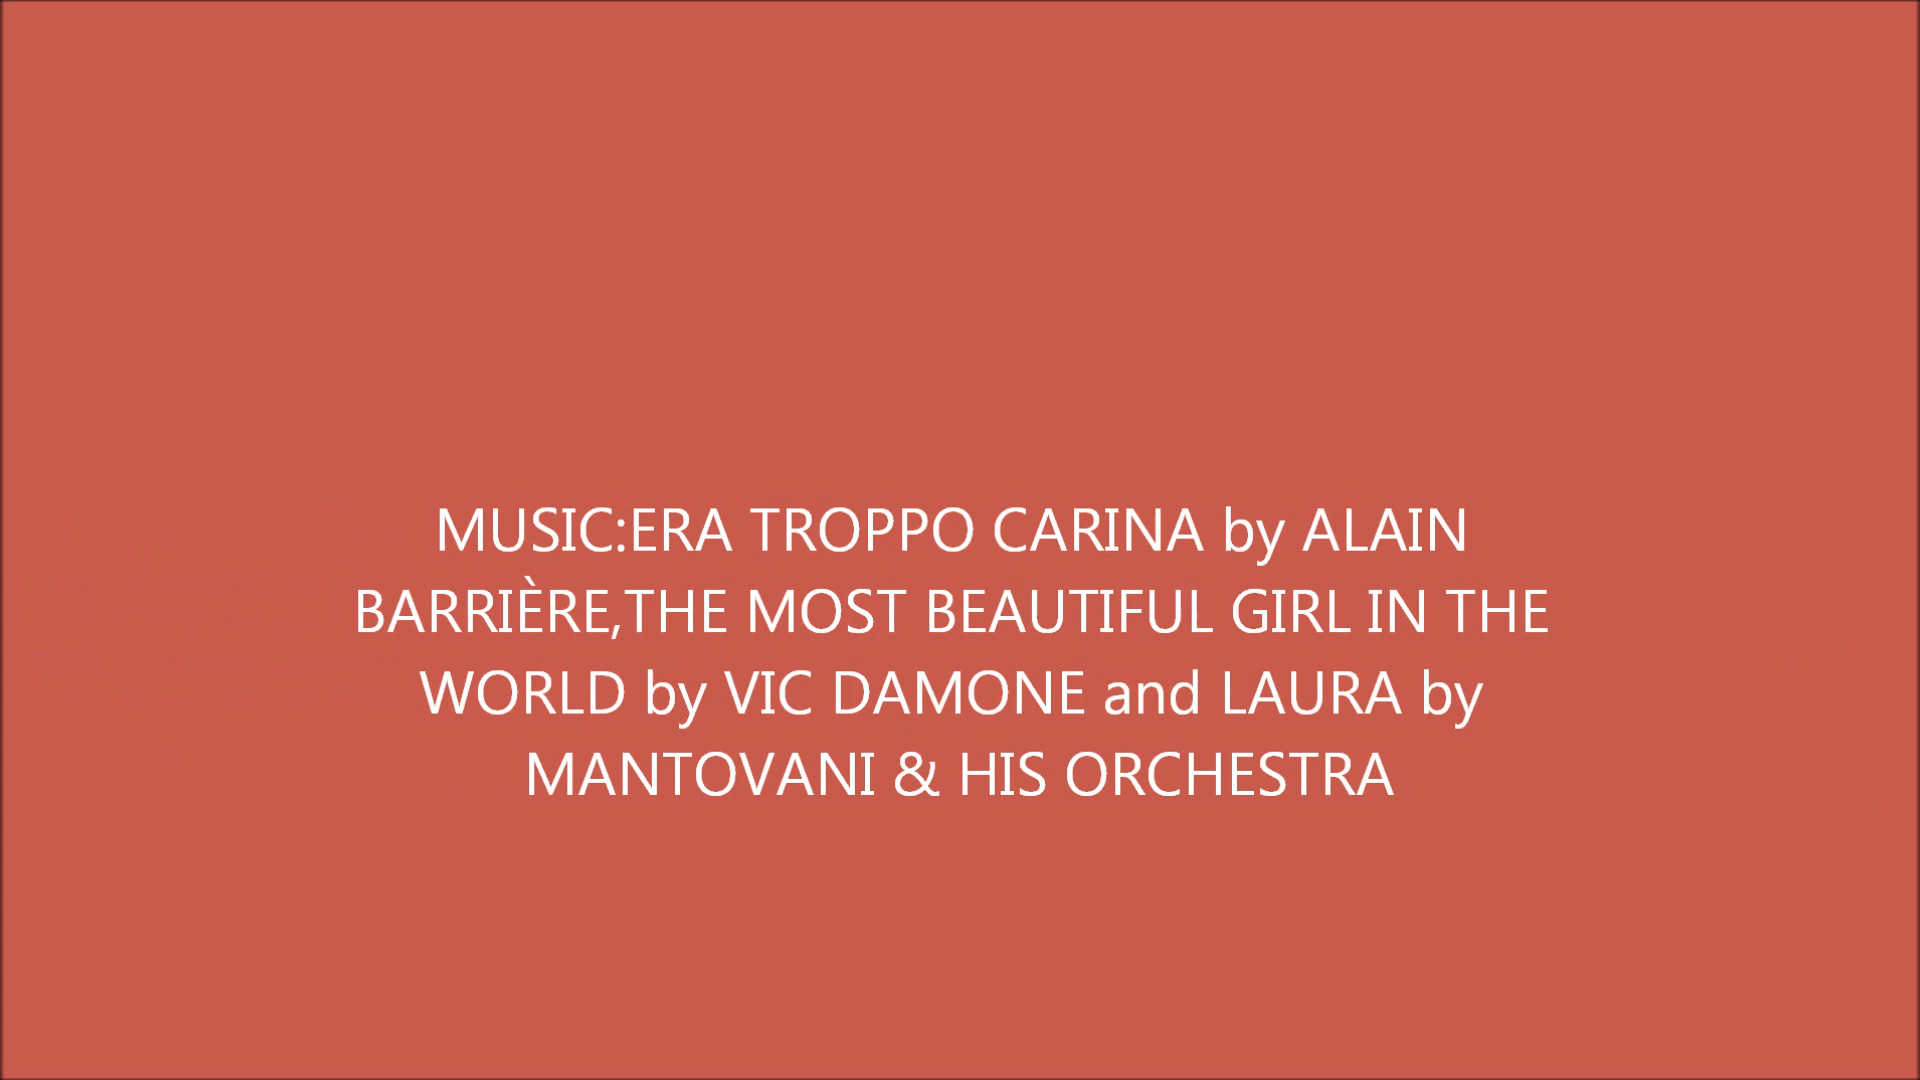 MUSIC:ERA TROPPO CARINA by ALAIN
BARRIÈRE,THE MOST BEAUTIFUL GIRL IN THE
WORLD by VIC DAMONE and LAURA by
MANTOVANI & HIS ORCHESTRA